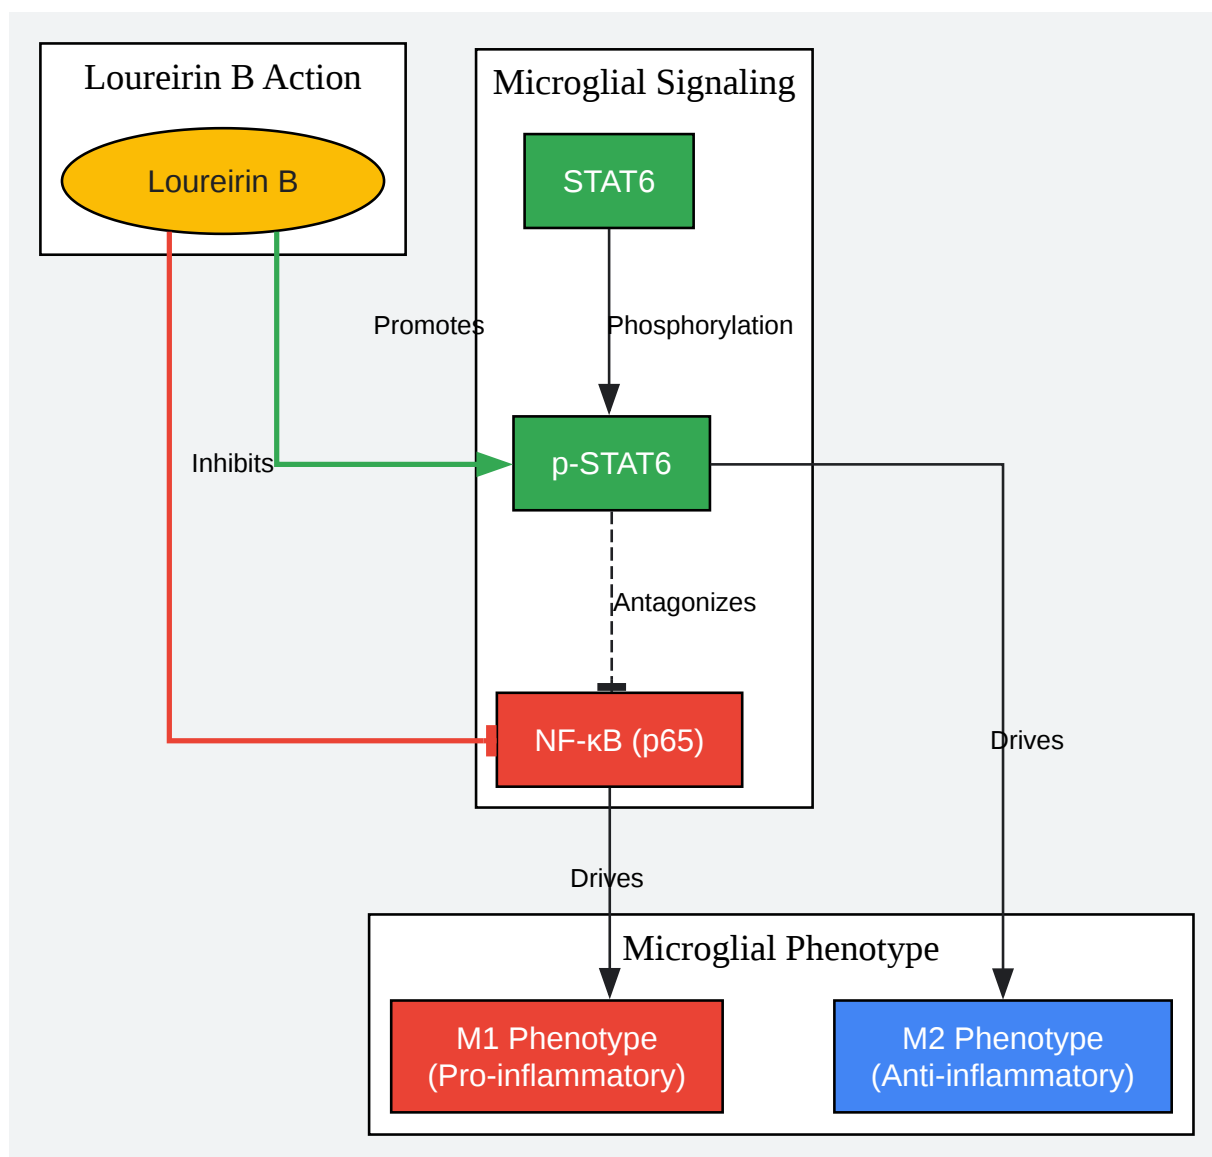 Loureirin B Action
Loureirin B
Microglial Signaling
STAT6
Promotes
Phosphorylation
Inhibits
p-STAT6
Antagonizes
NF-κB (p65)
Drives
Drives
Microglial Phenotype
M1 Phenotype
(Pro-inflammatory)
M2 Phenotype
(Anti-inflammatory)